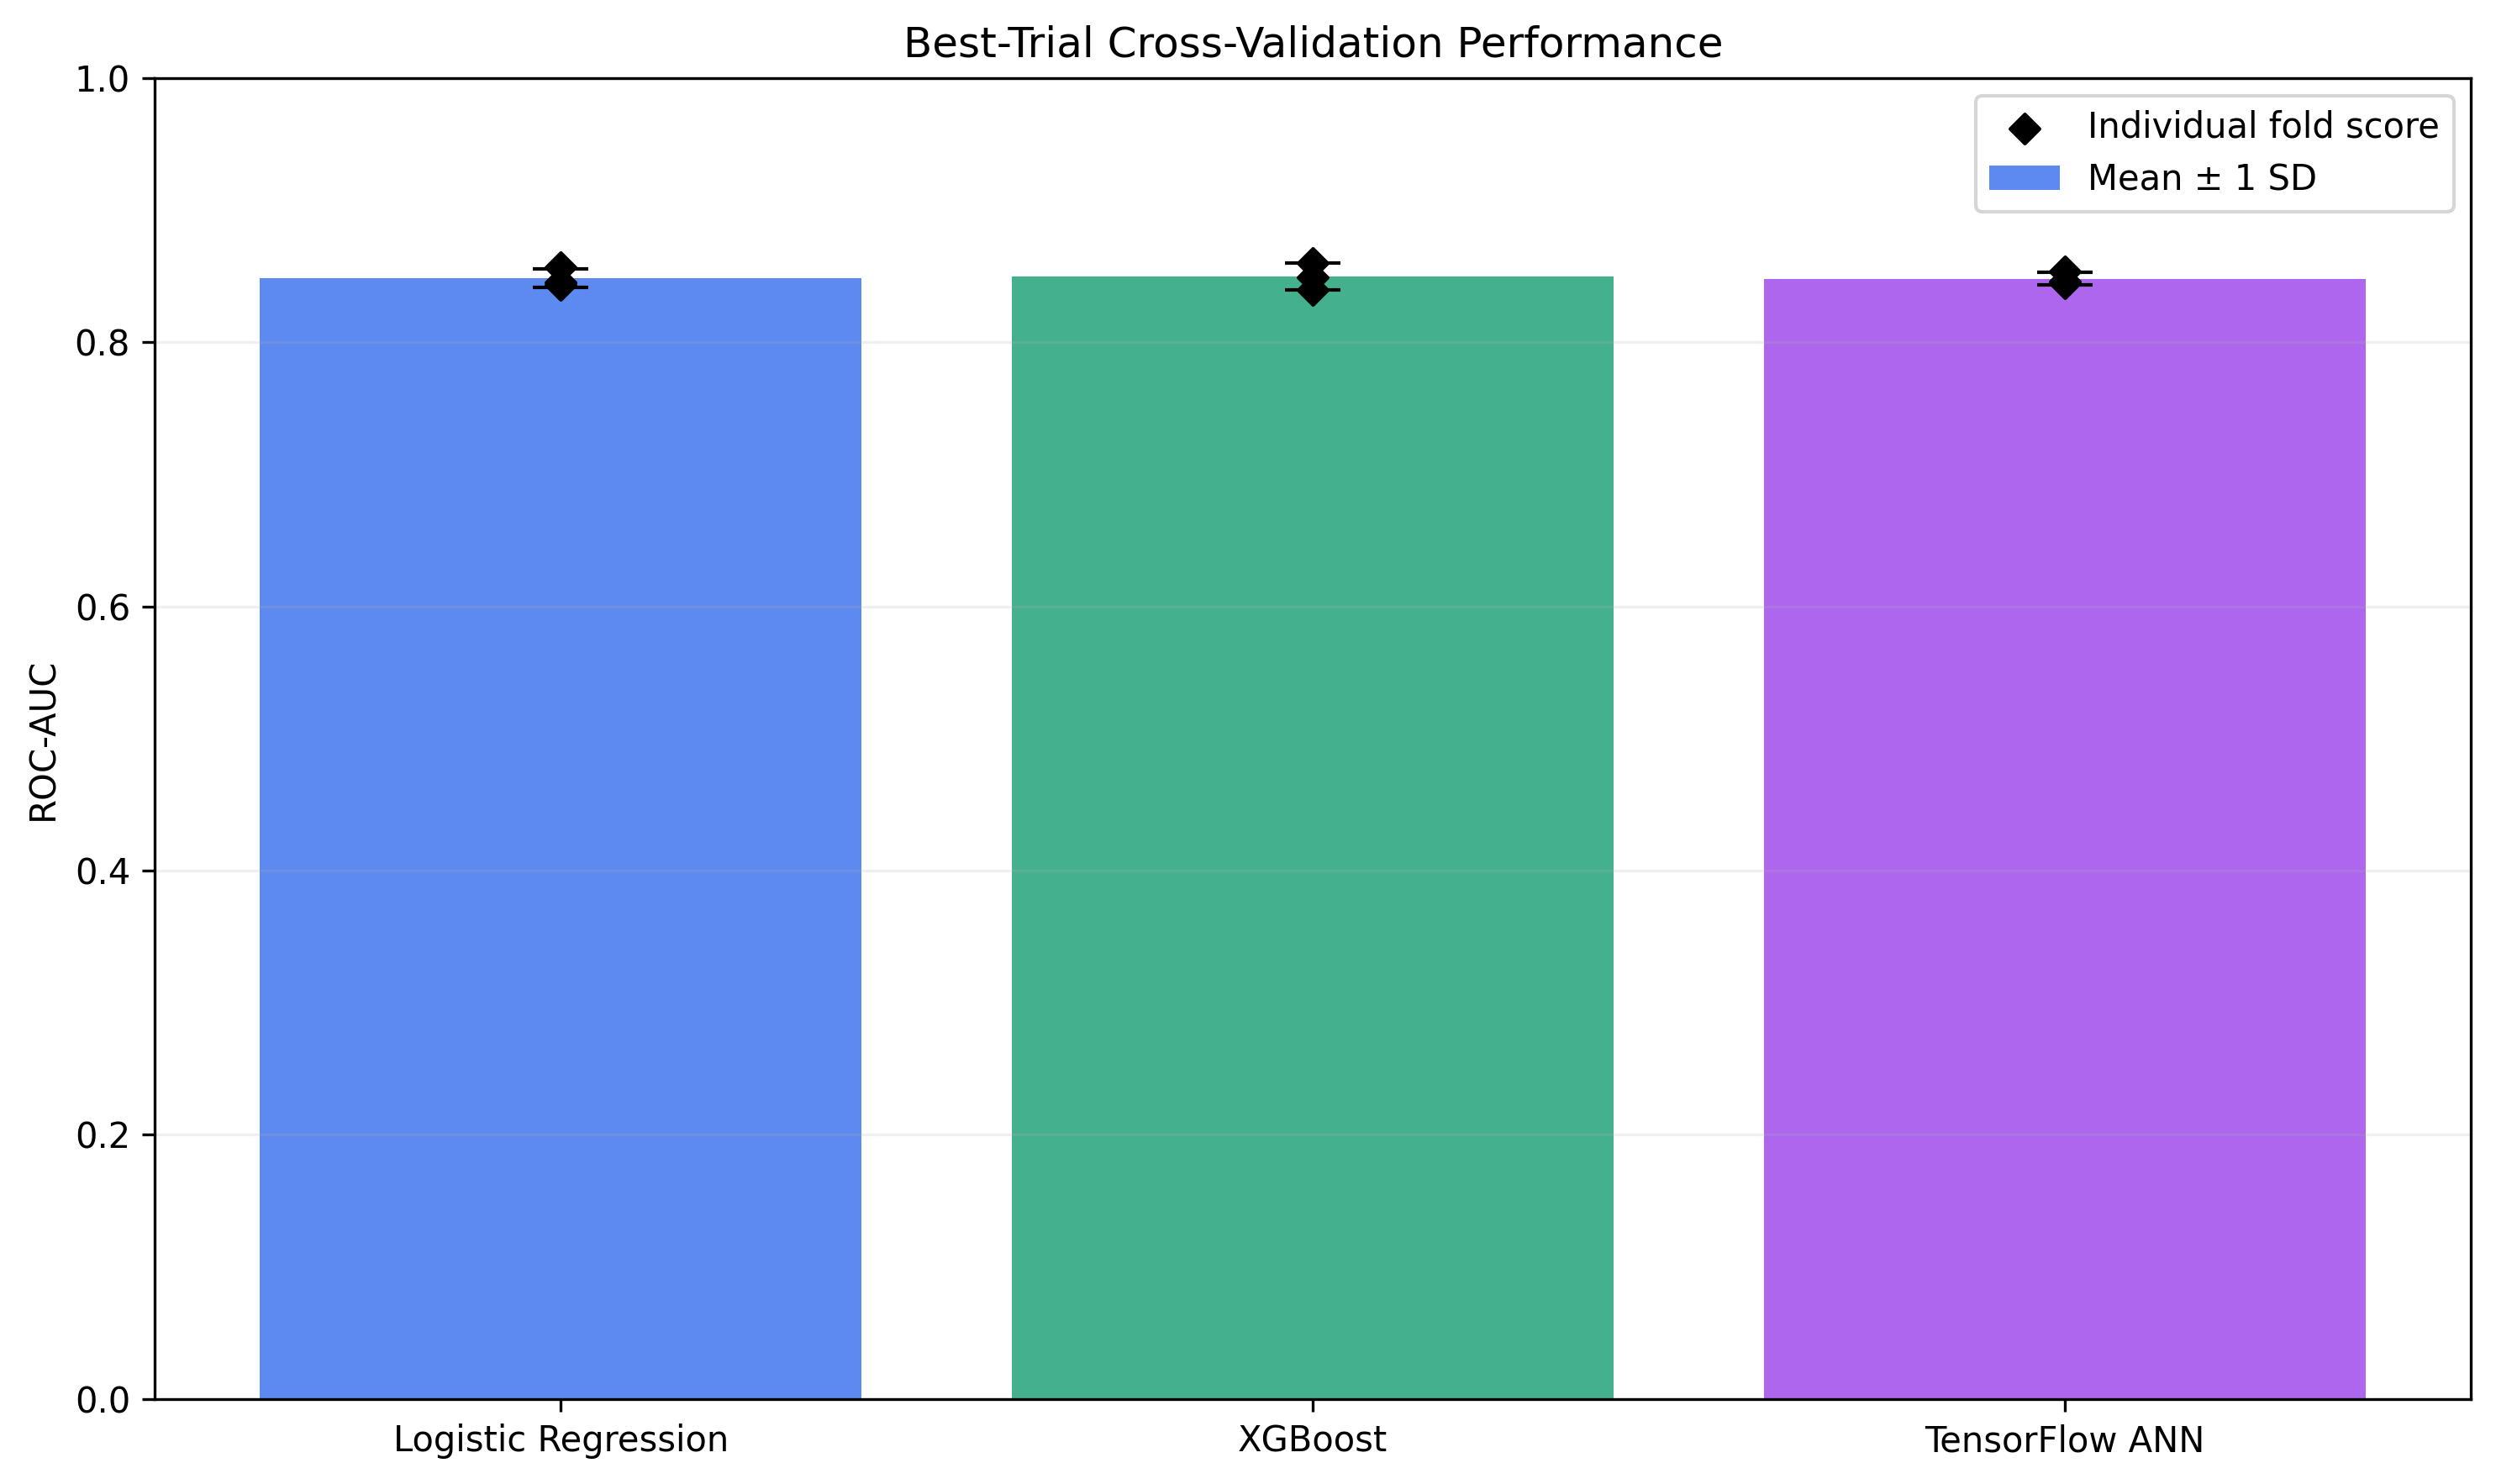 Best-Trial Cross-Validation Performance
1.0
0.8
0.6
0.4
0.2
0.0
ROC-AUC
Individual fold score
Mean ± 1 SD
Logistic Regression
XGBoost
TensorFlow ANN